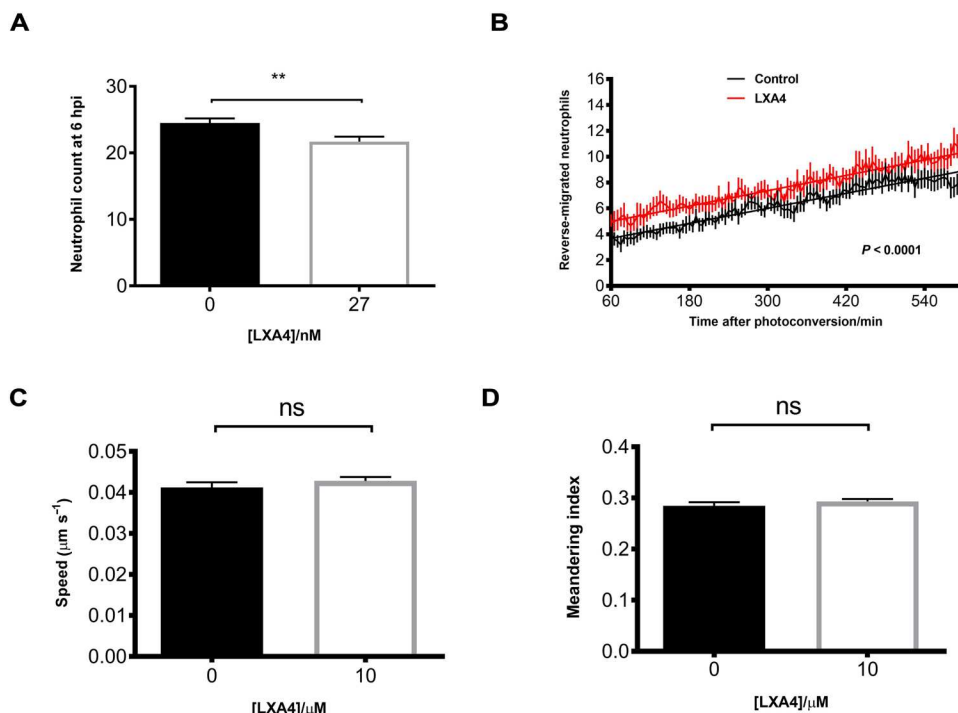 A
Neutrophil count at 6 hpi
30
20
10
0
**
0
27
[LXA4]/nM
B
Reverse-migrated neutrophils
16
14
12
10
8
6
4
2
0
Control
LXA4
P < 0.0001
60
180
300
420
540
Time after photoconversion/min
C
Speed (μm s⁻¹)
0.05
0.04
0.03
0.02
0.01
0.00
ns
0
10
[LXA4]/μM
D
Meandering index
0.4
0.3
0.2
0.1
0.0
ns
0
10
[LXA4]/μM